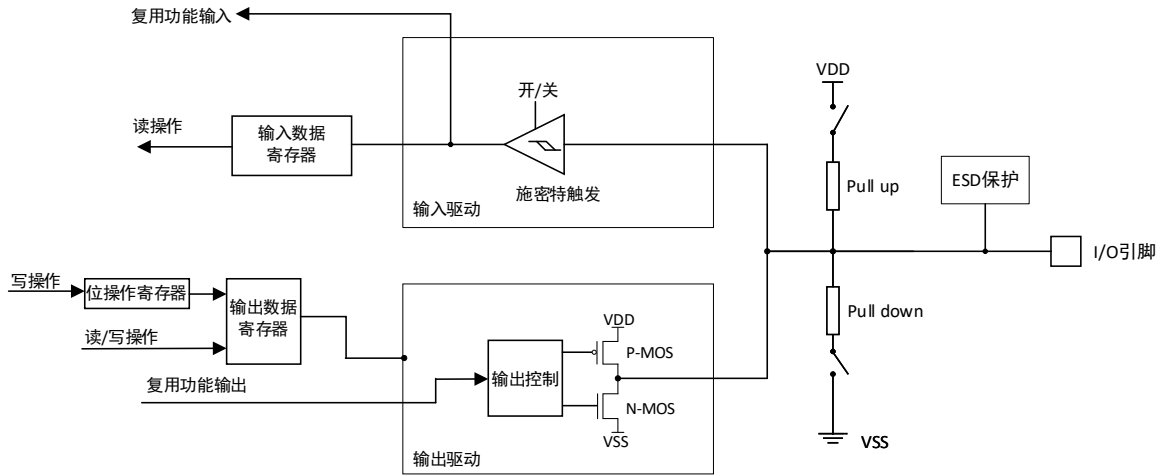 复用功能输入
VDD
开/关
读操作
输入数据
寄存器
施密特触发
输入驱动
Pull up
ESD保护
I/O引脚
写操作
位操作寄存器
输出数据
寄存器
读/写操作
复用功能输出
输出控制
VDD
P-MOS
N-MOS
VSS
输出驱动
Pull down
VSS